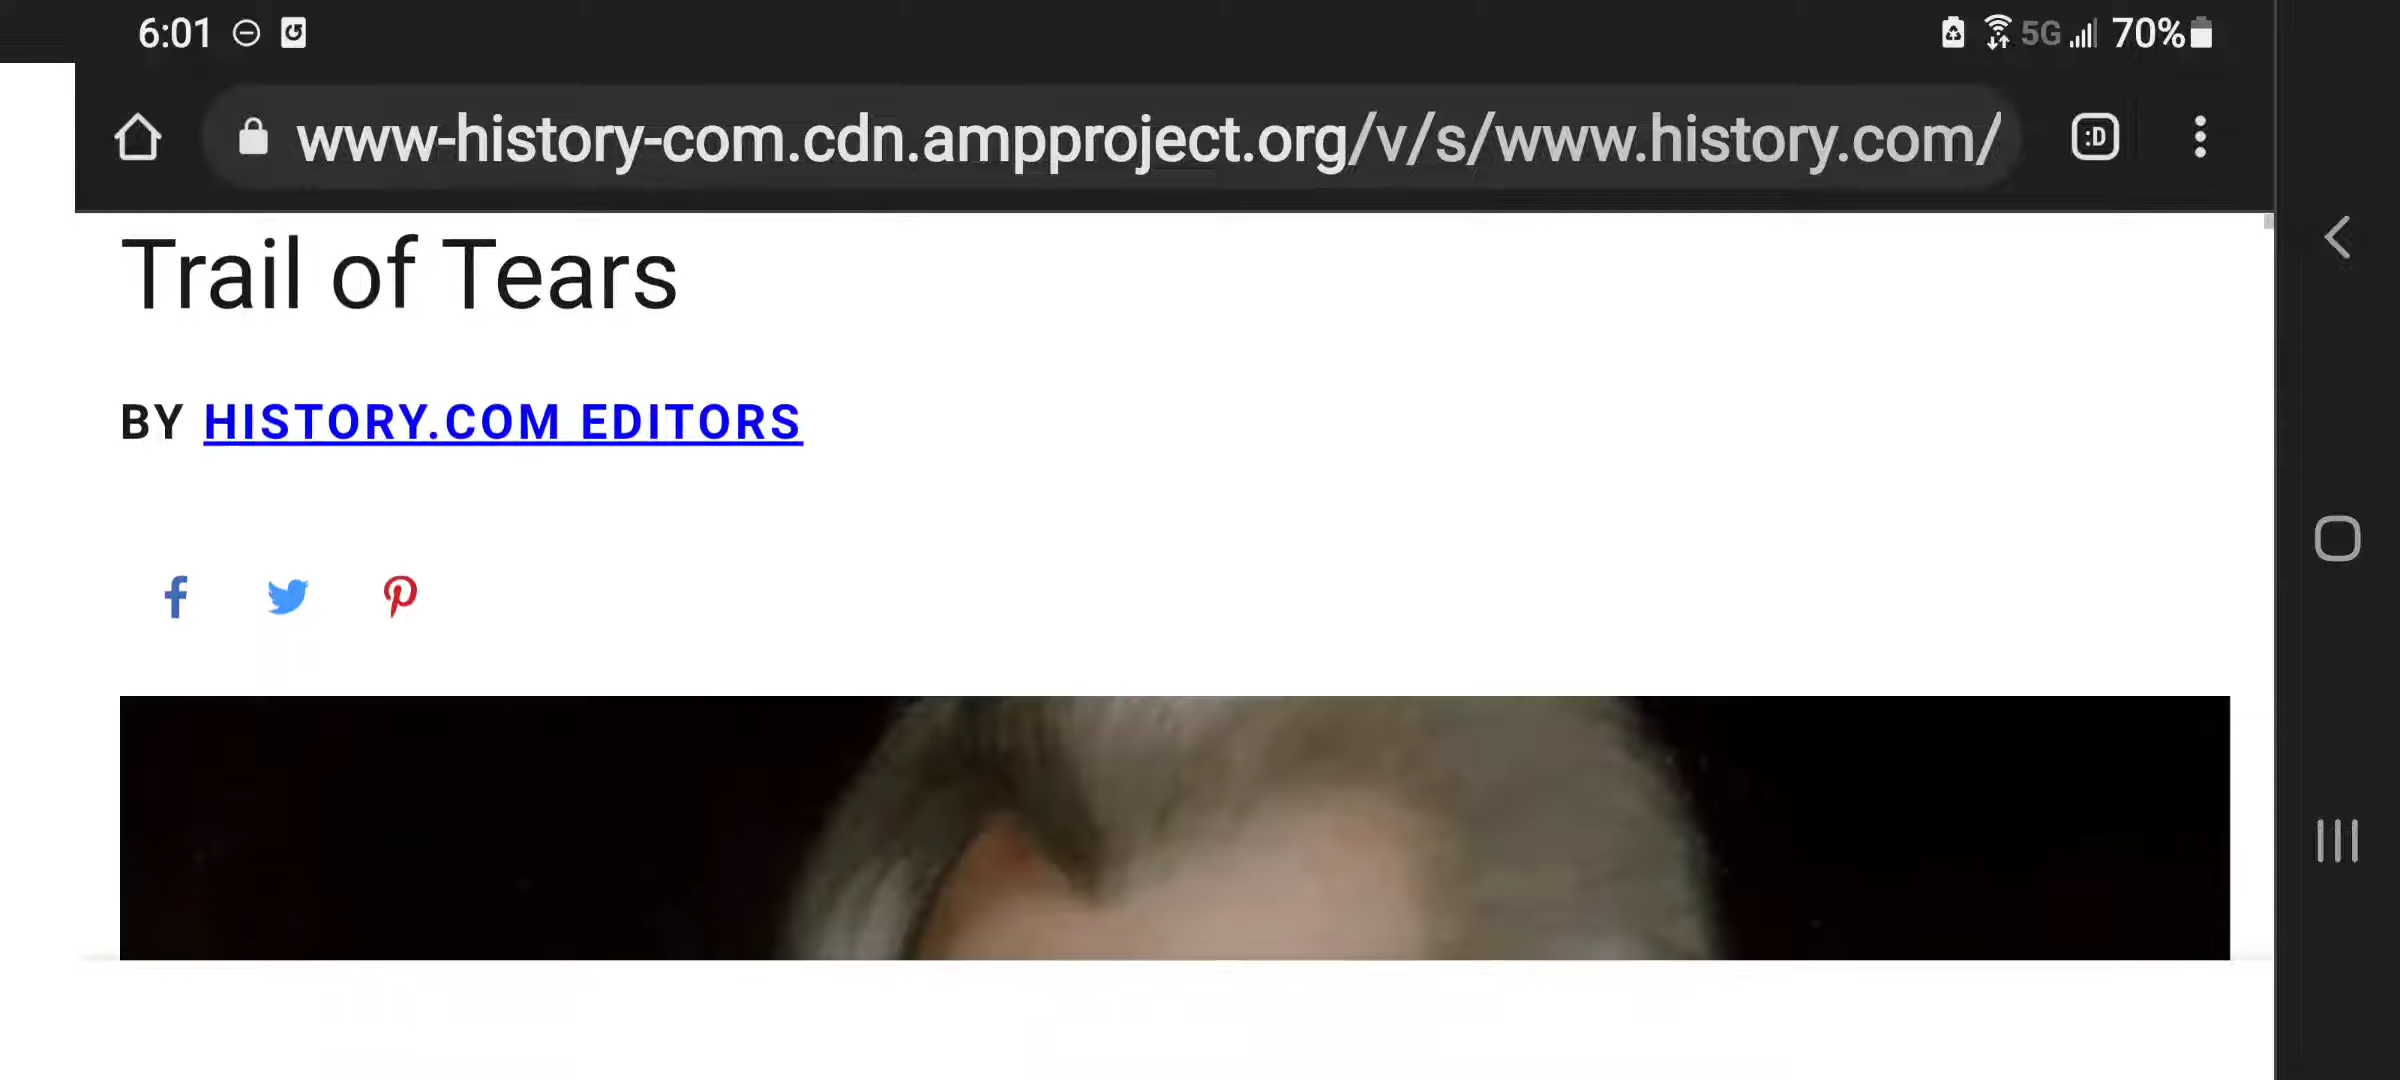 6:01 5G 70%
www-history-com.cdn.ampproject.org/v/s/www.history.com/ :D
Trail of Tears
BY HISTORY.COM EDITORS